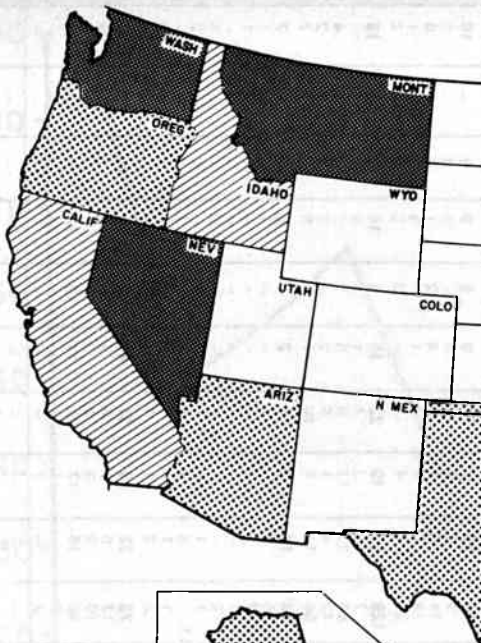 WASH
MONT
OREG
IDAHO
WYO
CALIF
NEV
UTAH
COLO
ARIZ
N MEX